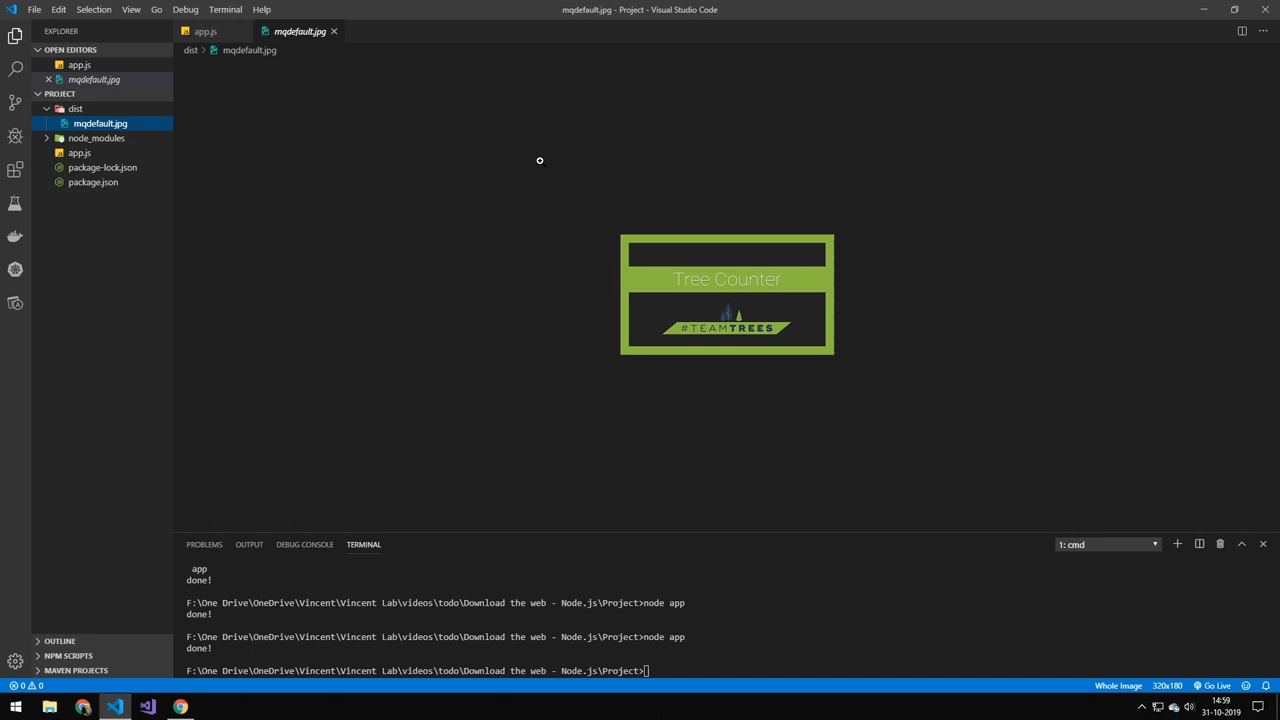 File Edit Selection View Go Debug Terminal Help
mqdefault.jpg - Project - Visual Studio Code
EXPLORER
app.js
mqdefault.jpg
OPEN EDITORS
dist
mqdefault.jpg
app.js
mqdefault.jpg
PROJECT
dist
mqdefault.jpg
node_modules
app.js
package-lock.json
package.json
Tree Counter
#TEAMTREES
PROBLEMS OUTPUT DEBUG CONSOLE TERMINAL
1: cmd
app
done!
F:\One Drive\OneDrive\Vincent\Vincent Lab\videos\todo\Download the web - Node.js\Project>node app
done!
F:\One Drive\OneDrive\Vincent\Vincent Lab\videos\todo\Download the web - Node.js\Project>node app
done!
F:\One Drive\OneDrive\Vincent\Vincent Lab\videos\todo\Download the web - Node.js\Project>
OUTLINE
NPM SCRIPTS
MAVEN PROJECTS
0 0
Whole Image 320x180 Go Live
14:59
31-10-2019